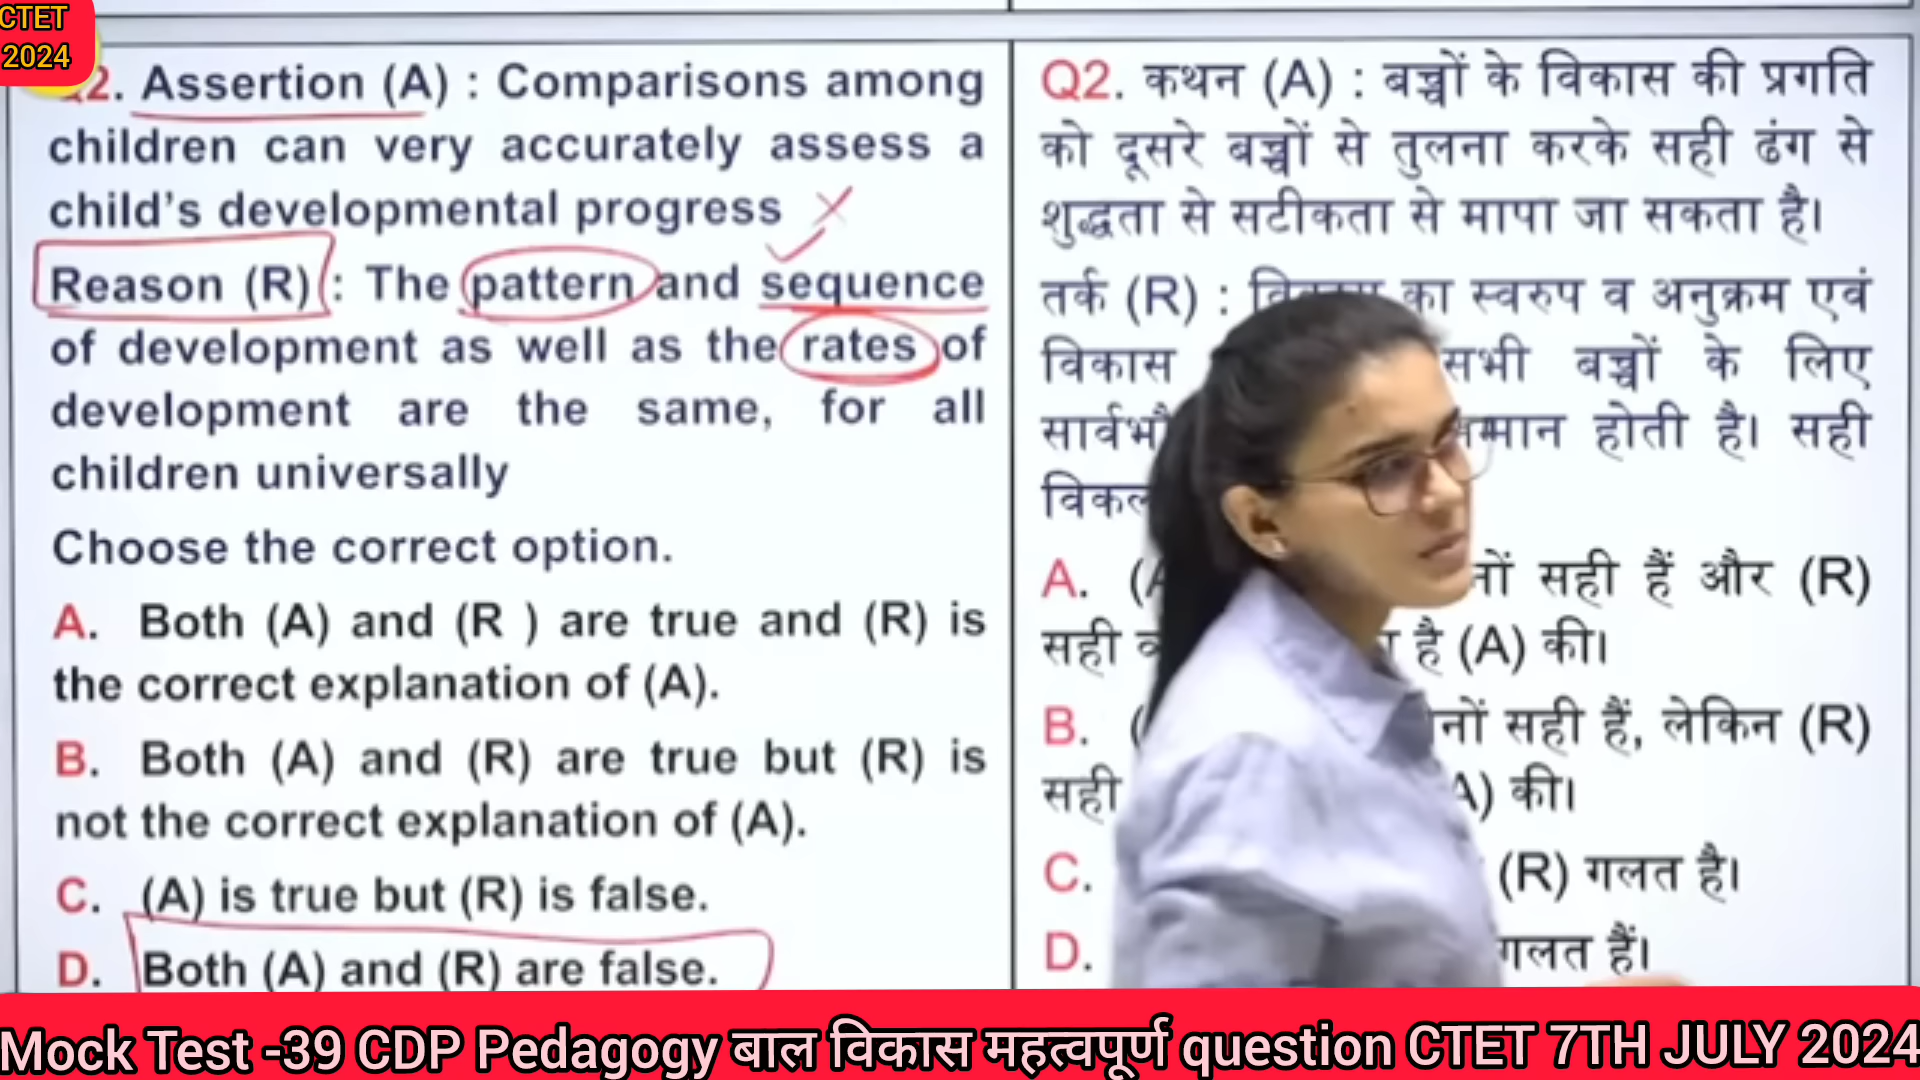 CTET
2024
2. Assertion (A) : Comparisons among
children can very accurately assess a
child's developmental progress
Reason (R) : The pattern and sequence
of development as well as the rates of
development are the same, for all
children universally
Choose the correct option.
A. Both (A) and (R ) are true and (R) is
the correct explanation of (A).
B. Both (A) and (R) are true but (R) is
not the correct explanation of (A).
C. (A) is true but (R) is false.
D. Both (A) and (R) are false.
Q2. कथन (A) : बच्चों के विकास की प्रगति
को दूसरे बच्चों से तुलना करके सही ढंग से
शुद्धता से सटीकता से मापा जा सकता है।
तर्क (R) : का स्वरुप व अनुक्रम एवं
विकास सभी बच्चों के लिए
होती है। सही
A. सही हैं और (R)
सही है (A) की।
B. सही हैं, लेकिन (R)
सही की।
C. (R) गलत है।
D. गलत हैं।
Mock Test -39 CDP Pedagogy बाल विकास महत्वपूर्ण question CTET 7TH JULY 2024